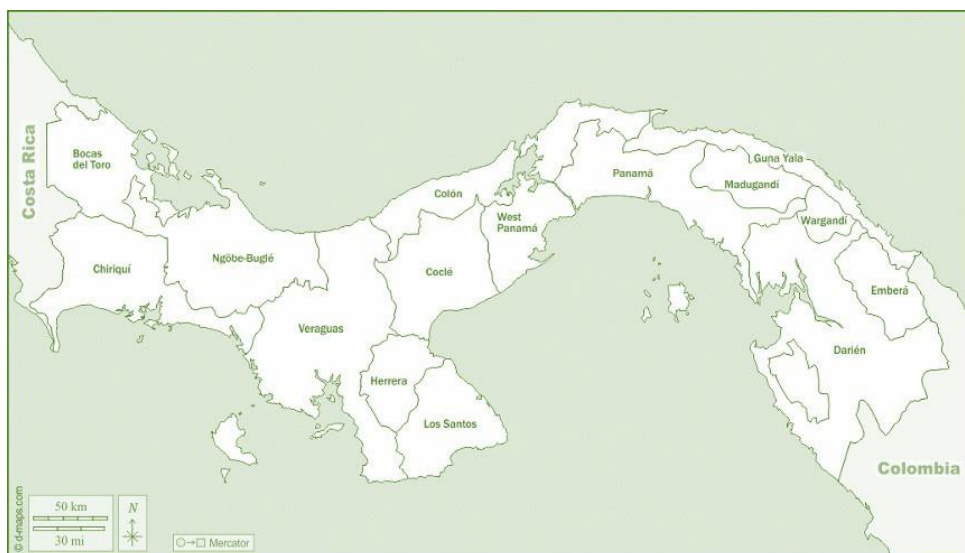 Costa Rica
Bocas
del Toro
Chiriquí
Ngöbe-Buglé
Veraguas
Colón
Coclé
West
Panamá
Herrera
Los Santos
Panamá
Guna Yala
Madugandí
Wargandí
Emberá
Darién
Colombia
© d-maps.com
50 km
30 mi
N
Mercator